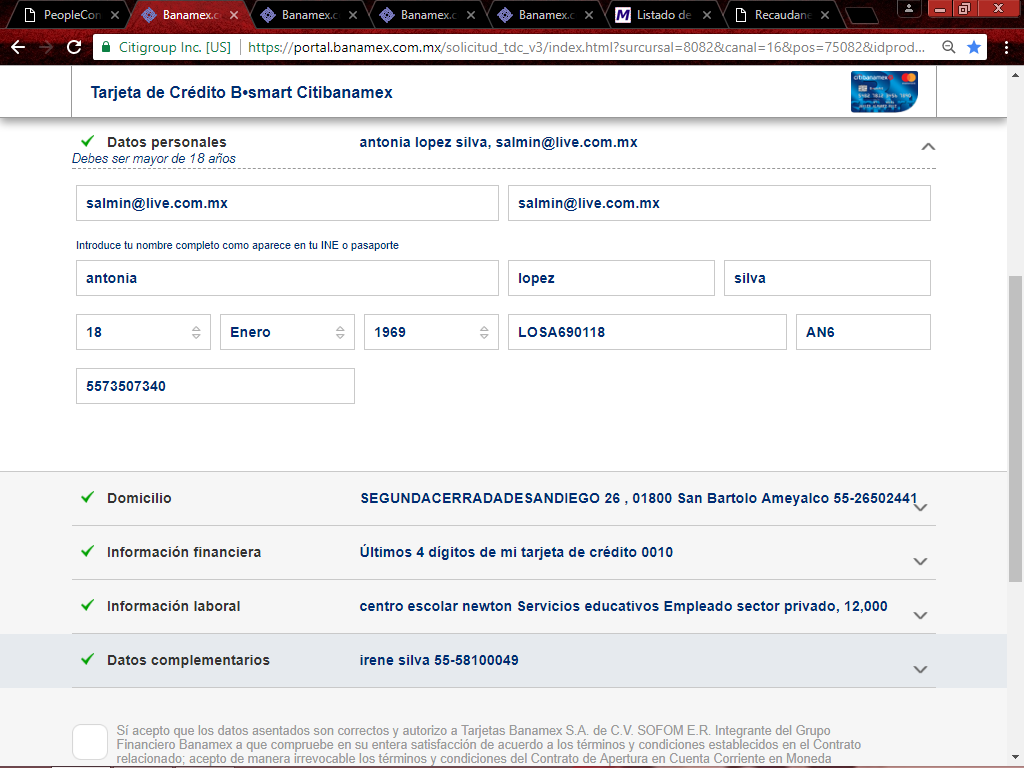 PeopleCon
Banamex.c
Banamex.c
Banamex.c
Banamex.c
Listado de
Recaudan
Citigroup Inc. [US] https://portal.banamex.com.mx/solicitud_tdc_v3/index.html?surcursal=8082&canal=16&pos=75082&idprod...
Tarjeta de Crédito B•smart Citibanamex
citibanamex
Datos personales antonia lopez silva, salmin@live.com.mx
Debes ser mayor de 18 años
salmin@live.com.mx salmin@live.com.mx
Introduce tu nombre completo como aparece en tu INE o pasaporte
antonia lopez silva
18 Enero 1969 LOSA690118 AN6
5573507340
Domicilio SEGUNDACERRADADESANDIEGO 26 , 01800 San Bartolo Ameyalco 55-26502441
Información financiera Últimos 4 dígitos de mi tarjeta de crédito 0010
Información laboral centro escolar newton Servicios educativos Empleado sector privado, 12,000
Datos complementarios irene silva 55-58100049
Sí acepto que los datos asentados son correctos y autorizo a Tarjetas Banamex S.A. de C.V. SOFOM E.R. Integrante del Grupo
Financiero Banamex a que compruebe en su entera satisfacción de acuerdo a los términos y condiciones establecidos en el Contrato
relacionado; acepto de manera irrevocable los términos y condiciones del Contrato de Apertura en Cuenta Corriente en Moneda